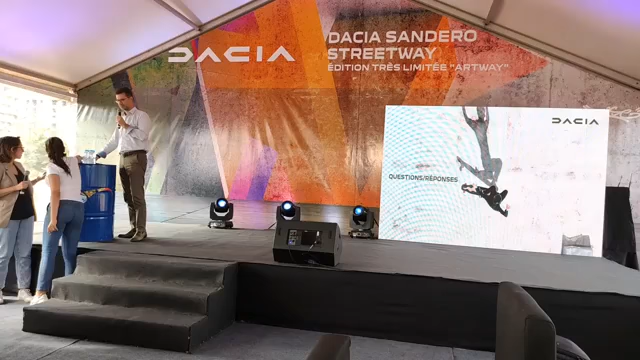 DACIA
DACIA SANDERO
STREETWAY
ÉDITION TRÈS LIMITÉE "ARTWAY"
DACIA
QUESTIONS/RÉPONSES